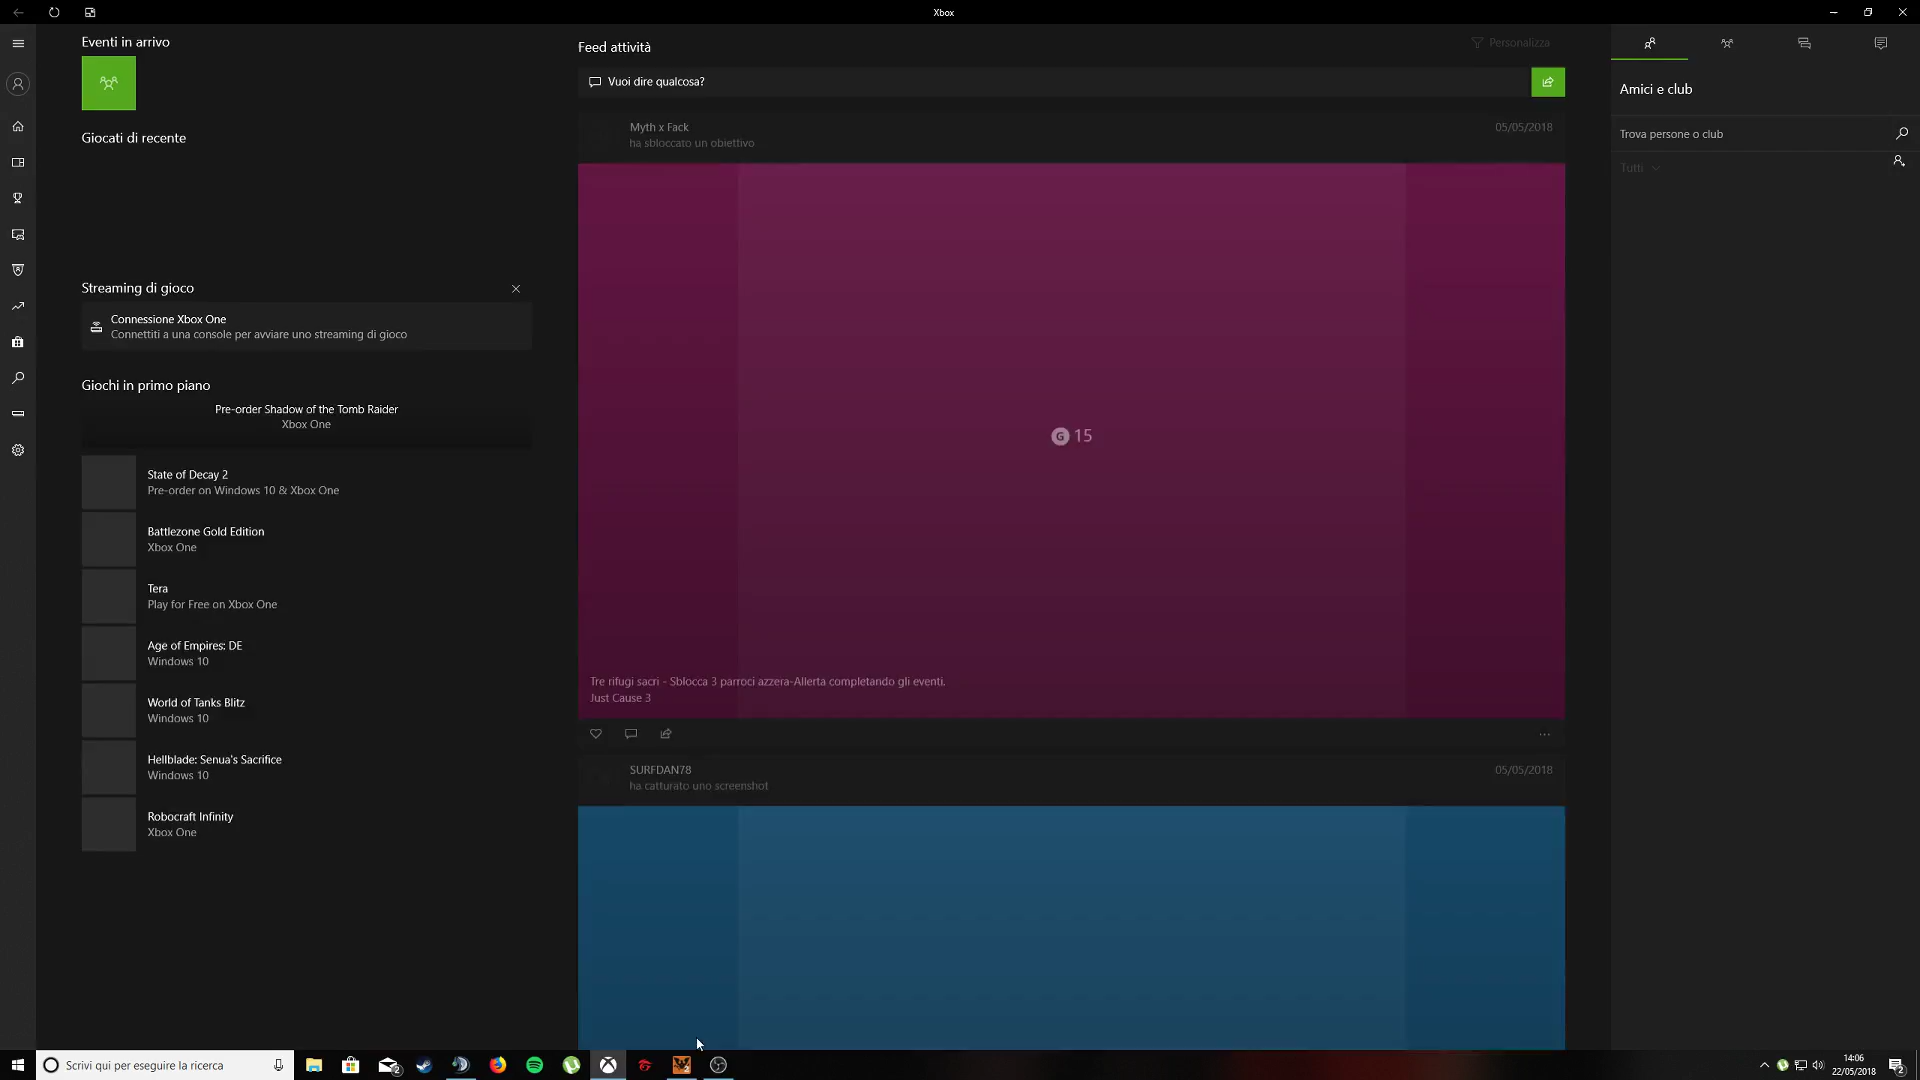 Xbox
Eventi in arrivo
Giocati di recente
Streaming di gioco
Connessione Xbox One
Connettiti a una console per avviare uno streaming di gioco
Giochi in primo piano
Pre-order Shadow of the Tomb Raider
Xbox One
State of Decay 2
Pre-order on Windows 10 & Xbox One
Battlezone Gold Edition
Xbox One
Tera
Play for Free on Xbox One
Age of Empires: DE
Windows 10
World of Tanks Blitz
Windows 10
Hellblade: Senua's Sacrifice
Windows 10
Robocraft Infinity
Xbox One
Feed attività
Personalizza
Vuoi dire qualcosa?
Myth x Fack
05/05/2018
ha sbloccato un obiettivo
G 15
Tre rifugi sacri - Sblocca 3 parroci azzera-Allerta completando gli eventi.
Just Cause 3
SURFDAN78
05/05/2018
ha catturato uno screenshot
Amici e club
Trova persone o club
Tutti
Scrivi qui per eseguire la ricerca
2
2
14:06
22/05/2018
2